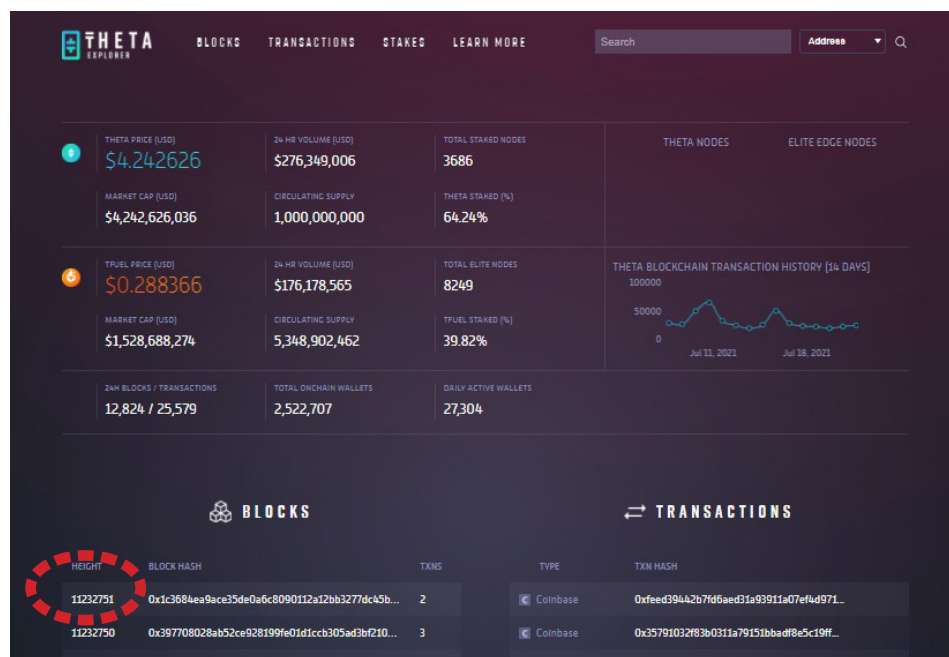 THETA
EXPLORER
BLOCKS TRANSACTIONS STAKES LEARN MORE
Search
Address
THETA PRICE (USD) 24 HR VOLUME (USD) TOTAL STAKED NODES
$4.242626 $276,349,006 3686
MARKET CAP (USD) CIRCULATING SUPPLY THETA STAKED (%)
$4,242,626,036 1,000,000,000 64.24%
THETA NODES ELITE EDGE NODES
TFUEL PRICE (USD) 24 HR VOLUME (USD) TOTAL ELITE NODES
$0.288366 $176,178,565 8249
MARKET CAP (USD) CIRCULATING SUPPLY TFUEL STAKED (%)
$1,528,688,274 5,348,902,462 39.82%
THETA BLOCKCHAIN TRANSACTION HISTORY [14 DAYS]
100000
50000
0
Jul 11, 2021 Jul 18, 2021
24H BLOCKS / TRANSACTIONS TOTAL ONCHAIN WALLETS DAILY ACTIVE WALLETS
12,824 / 25,579 2,522,707 27,304
BLOCKS
HEIGHT BLOCK HASH TXNS
11232751 0x1c3684ea9ace35de0a6c8090112a12bb3277dc45b... 2
11232750 0x397708028ab52ce928199fe01d1ccb305ad3bf210... 3
TRANSACTIONS
TYPE TXN HASH
C Coinbase 0xfeed39442b7fd6aed31a93911a07ef4d971...
C Coinbase 0x35791032f83b0311a79151bbadf8e5c19ff...